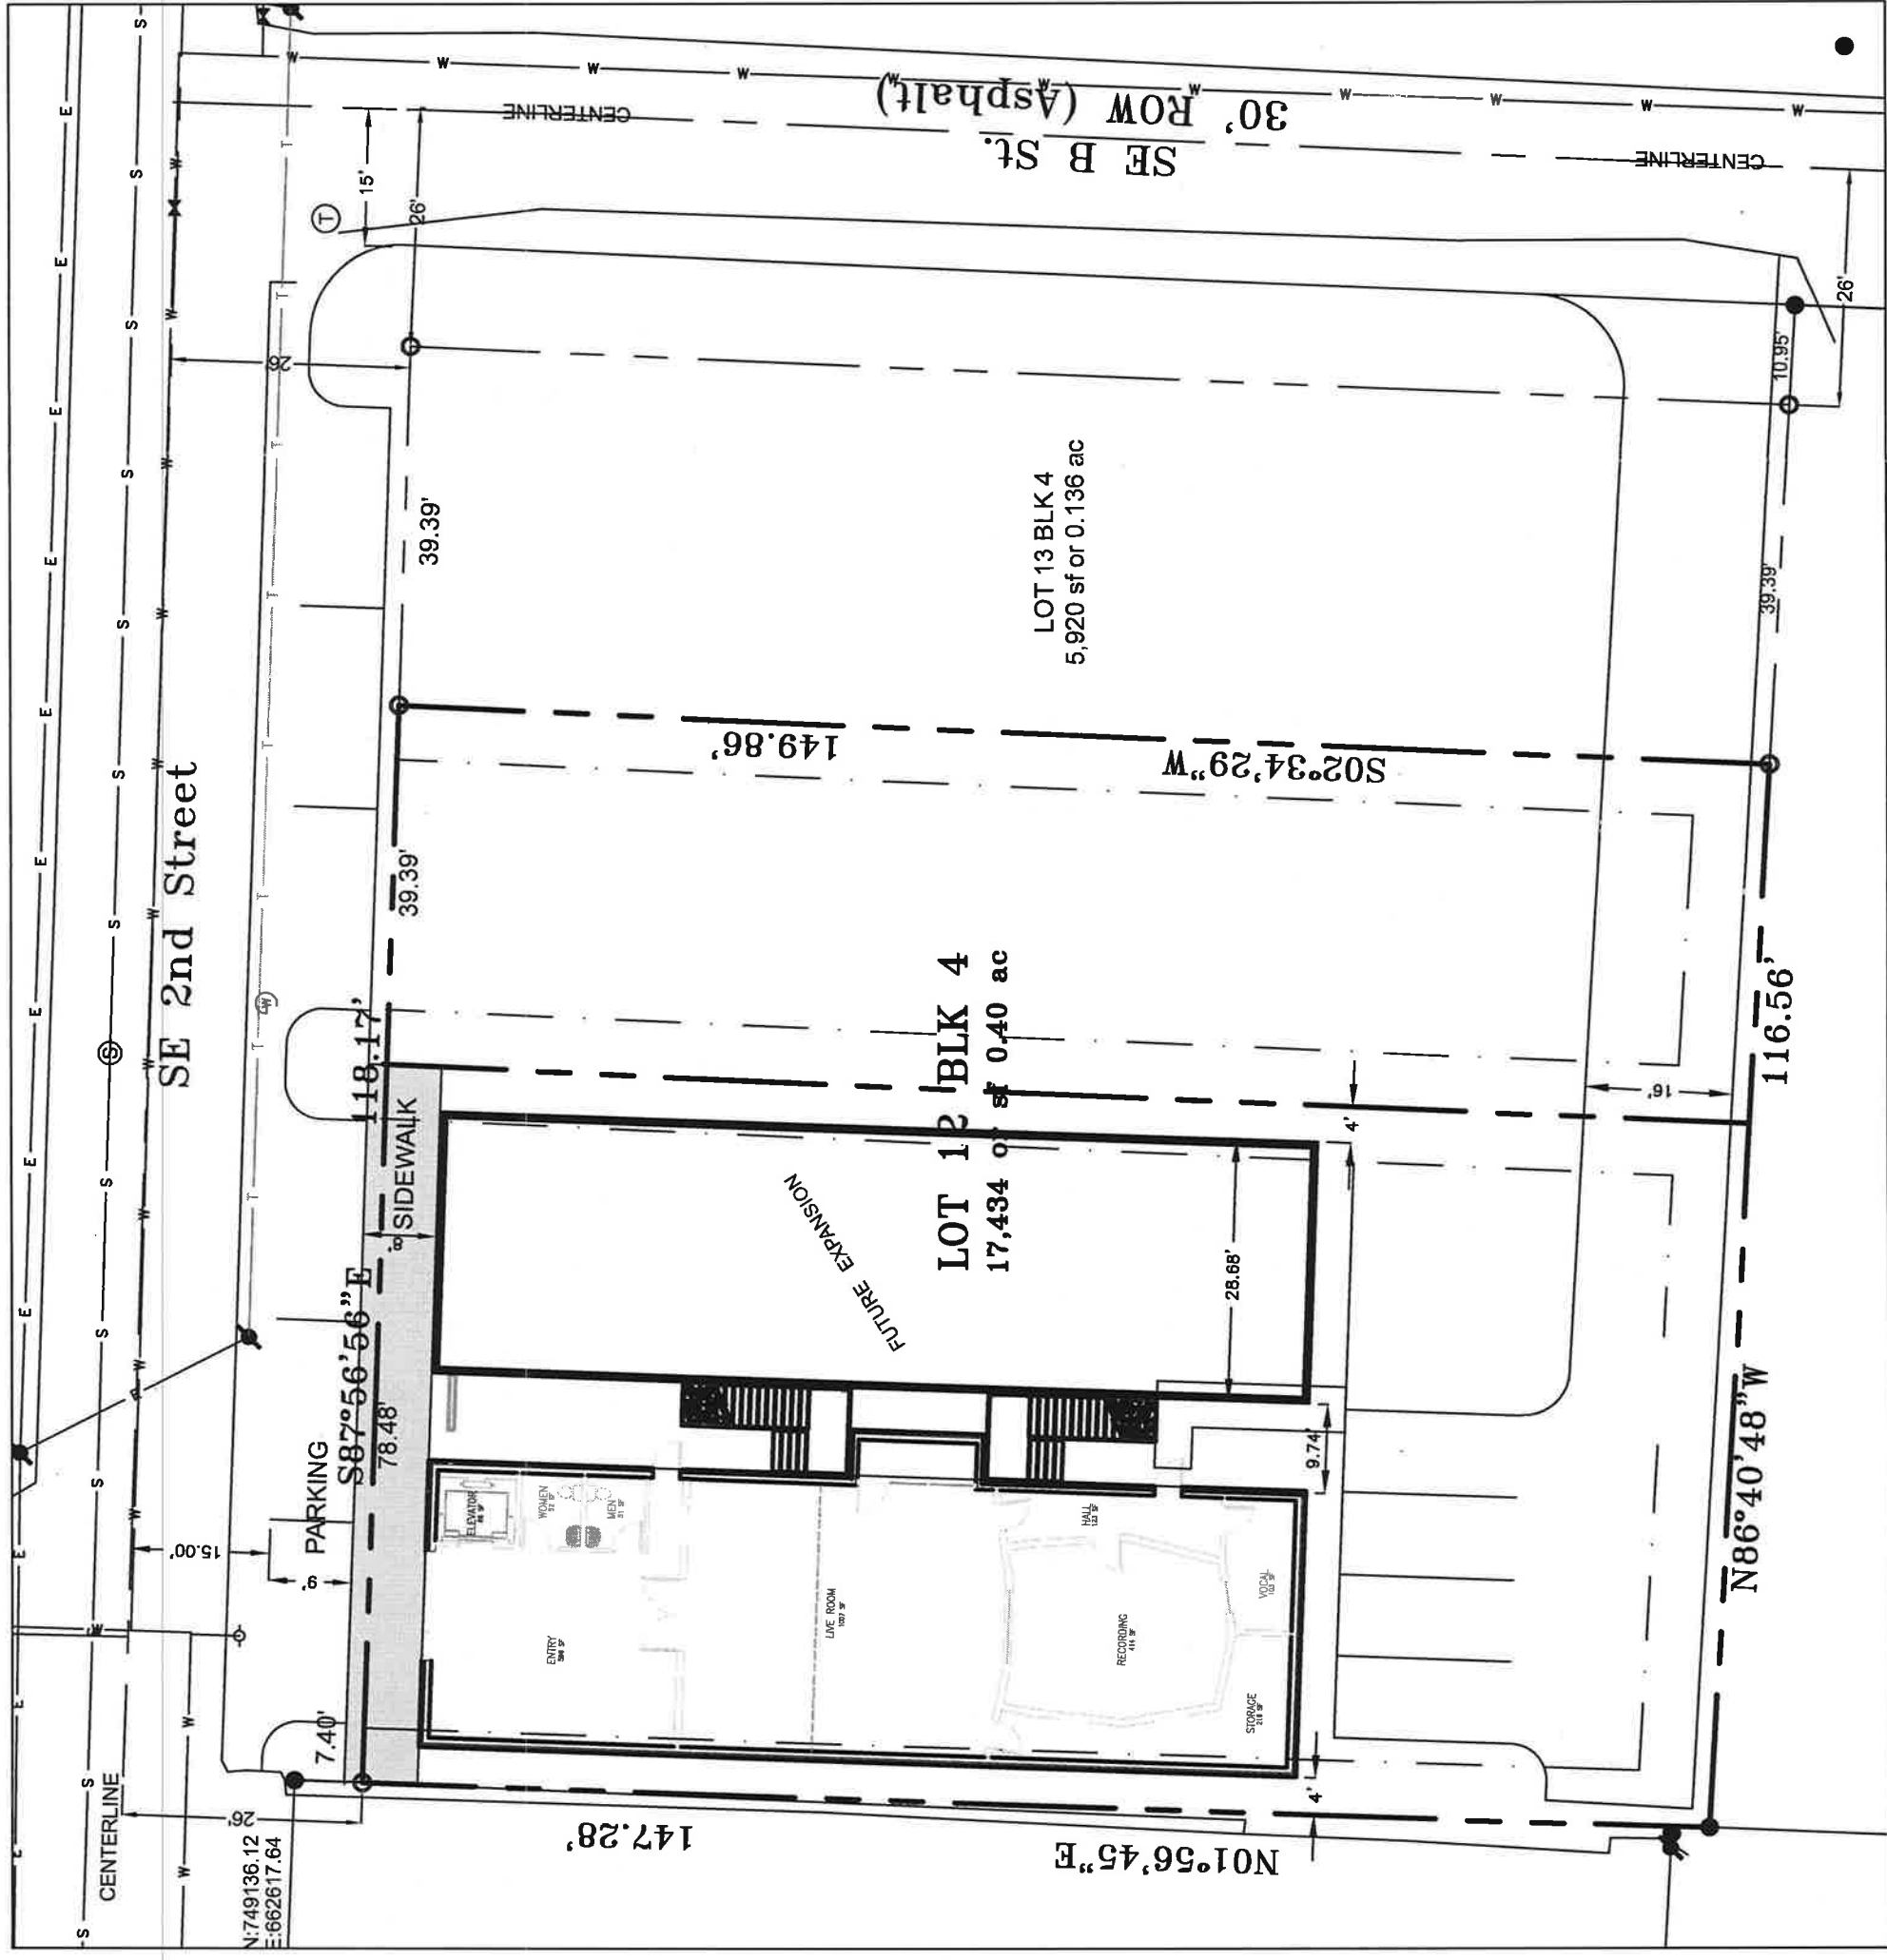 SE 2nd Street
SE B St.
30' ROW (Asphalt)
CENTERLINE
CENTERLINE
CENTERLINE
N:749136.12
E:662617.64
26'
7.40'
15.00'
9'
PARKING
S87°56'56"E
118.17'
78.48'
39.39'
39.39'
26'
26'
15'
8'
SIDEWALK
ELEVATOR
WOMEN
MEN
ENTRY
LIVE ROOM
1007 SF
RECORDING
414 SF
HALL
VOCAL
STORAGE
FUTURE EXPANSION
28.68'
9.74'
4'
4'
16'
LOT 12 BLK 4
17,434 or sf 0.40 ac
LOT 13 BLK 4
5,920 sf or 0.136 ac
149.86'
S02°34'29"W
147.28'
N01°56'45"E
N86°40'48"W
116.56'
39.39'
10.95'
26'
E E E E E E E E E E E E E
S S S S S S S S S S S S S
W W W W W W W W W W W W W
T T T T T T T